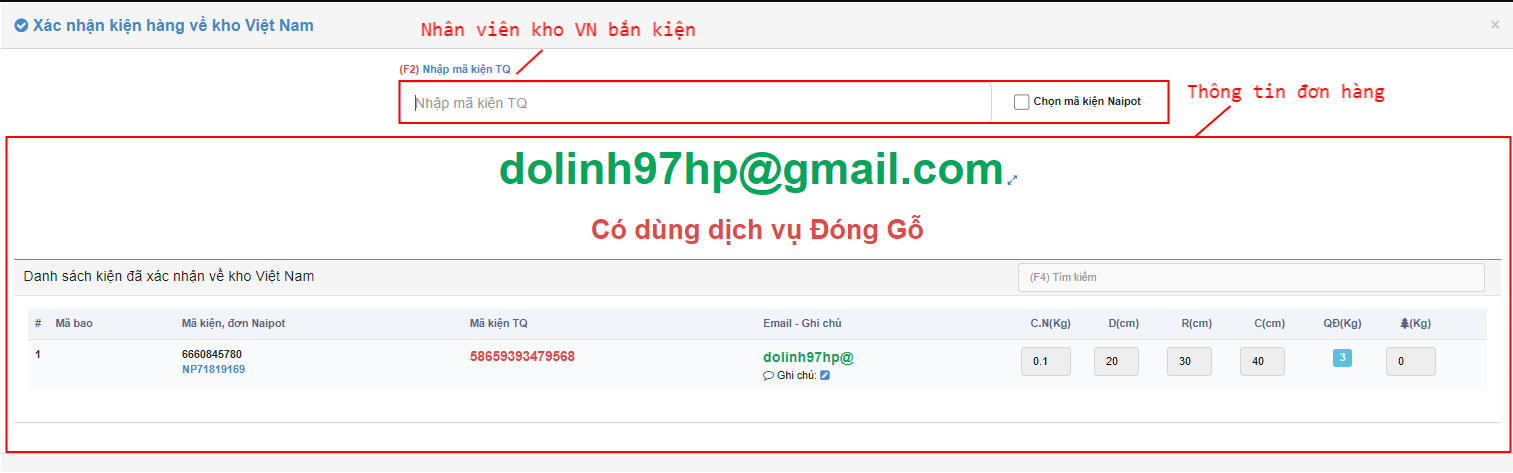 Xác nhận kiện hàng về kho Việt Nam
×
Nhân viên kho VN bắn kiện
(F2) Nhập mã kiện TQ
Nhập mã kiện TQ
Chọn mã kiện Naipot
Thông tin đơn hàng
dolinh97hp@gmail.com
Có dùng dịch vụ Đóng Gỗ
Danh sách kiện đã xác nhận về kho Việt Nam
(F4) Tìm kiếm
# Mã bao Mã kiện, đơn Naipot Mã kiện TQ Email - Ghi chú C.N(Kg) D(cm) R(cm) C(cm) QĐ(Kg) (Kg)
1 6660845780 58659393479568 dolinh97hp@ 0.1 20 30 40 3 0
NP71819169 Ghi chú: